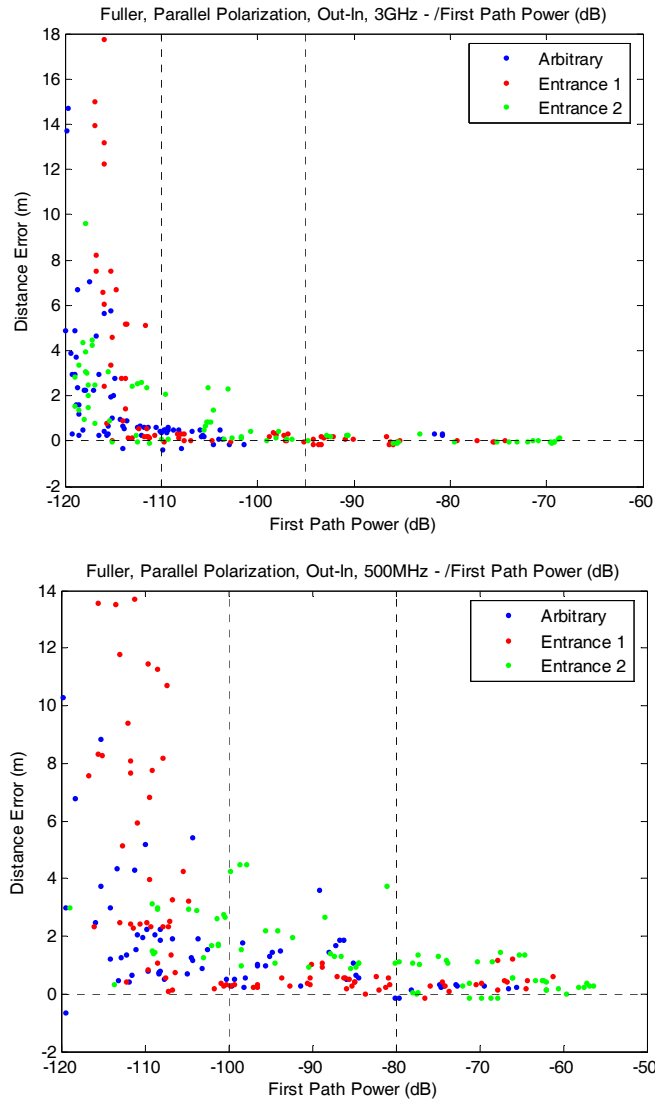 Fuller, Parallel Polarization, Out-In, 3GHz - /First Path Power (dB)
18
16
14
12
10
8
6
4
2
0
-2
Distance Error (m)
Arbitrary
Entrance 1
Entrance 2
-120 -110 -100 -90 -80 -70 -60
First Path Power (dB)
Fuller, Parallel Polarization, Out-In, 500MHz - /First Path Power (dB)
14
12
10
8
6
4
2
0
-2
Distance Error (m)
Arbitrary
Entrance 1
Entrance 2
-120 -110 -100 -90 -80 -70 -60 -50
First Path Power (dB)